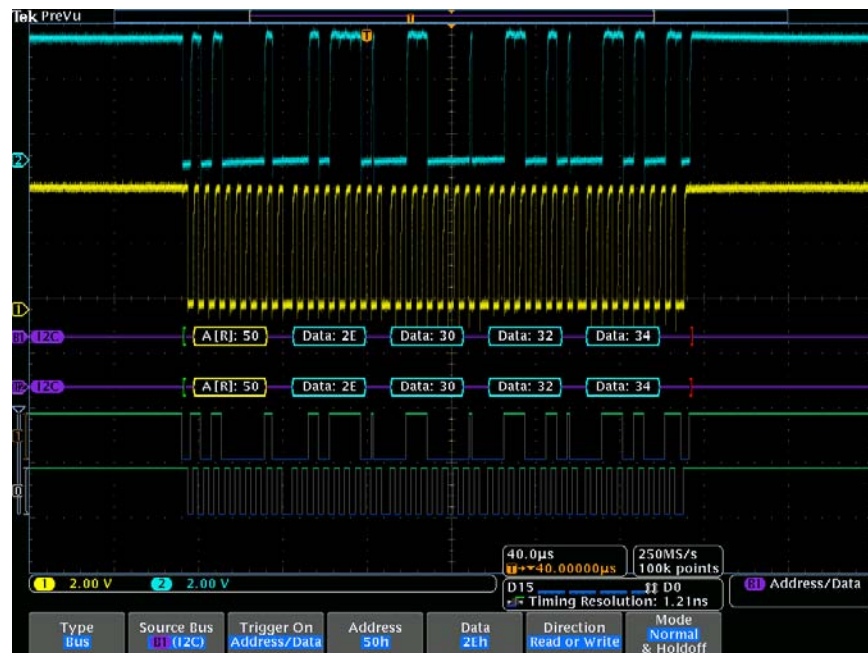 Tek PreVu
T
2
1
B1 I2C A [R]: 50 Data: 2E Data: 30 Data: 32 Data: 34
I2C A [R]: 50 Data: 2E Data: 30 Data: 32 Data: 34
1
0
40.0µs
T→▾40.00000µs
250MS/s
100k points
1 2.00 V 2 2.00 V
D15 D0
Timing Resolution: 1.21ns
B1 Address/Data
Type
Bus
Source Bus
B1 (I2C)
Trigger On
Address/Data
Address
50h
Data
2Eh
Direction
Read or Write
Mode
Normal
& Holdoff